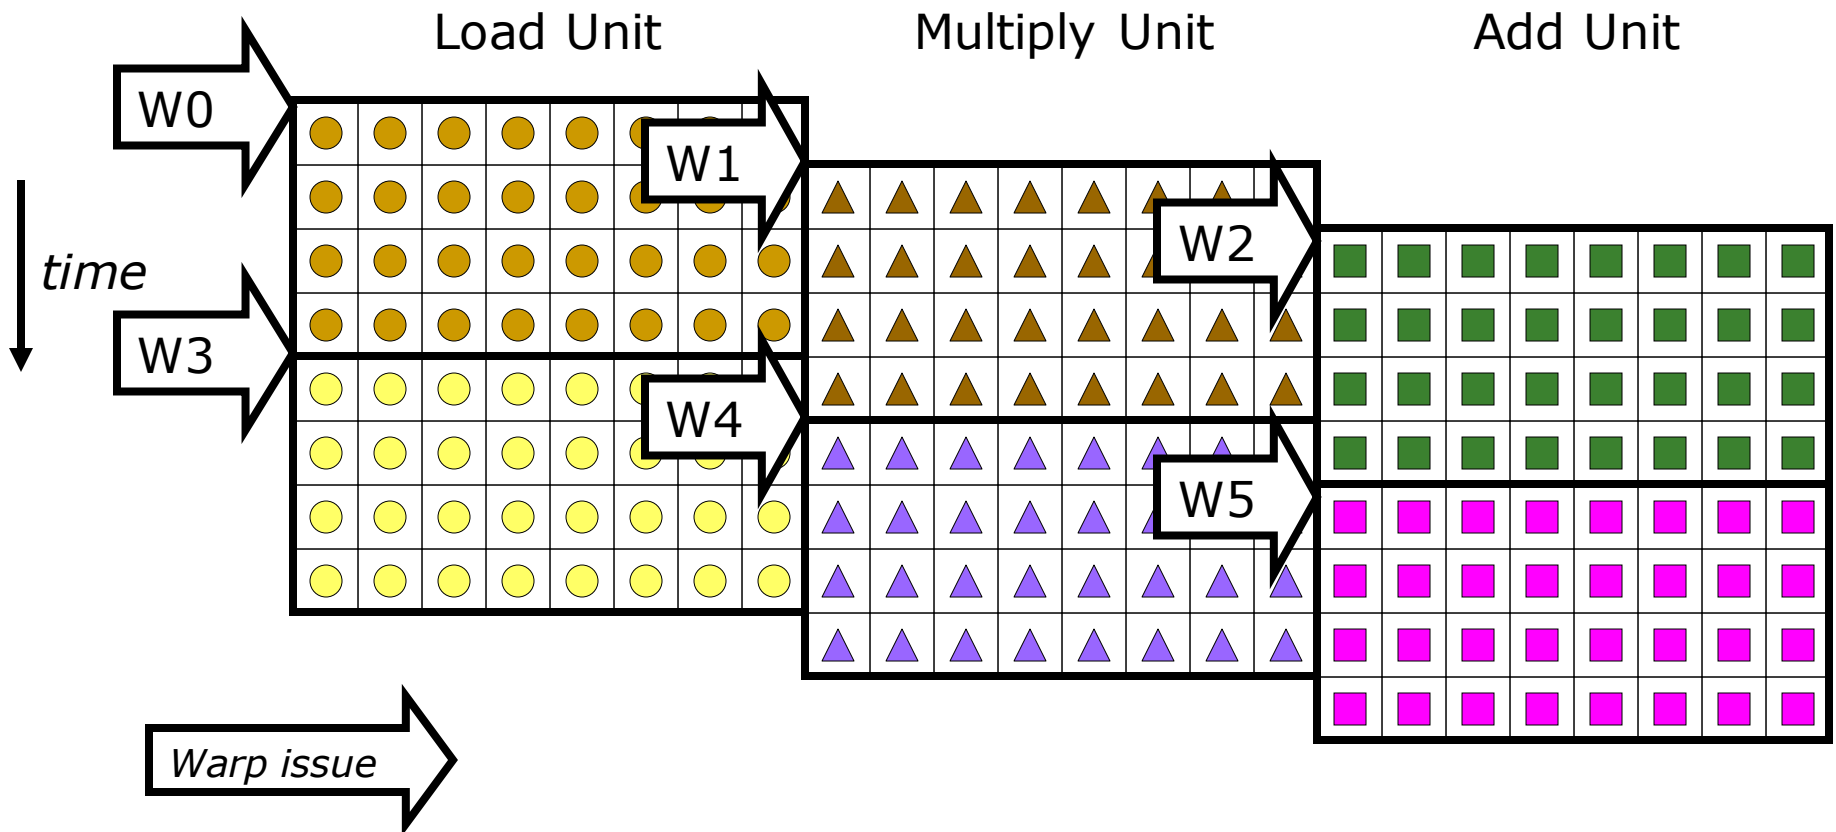 Load Unit
Multiply Unit
Add Unit
W0
W1
W2
time
W3
W4
W5
Warp issue